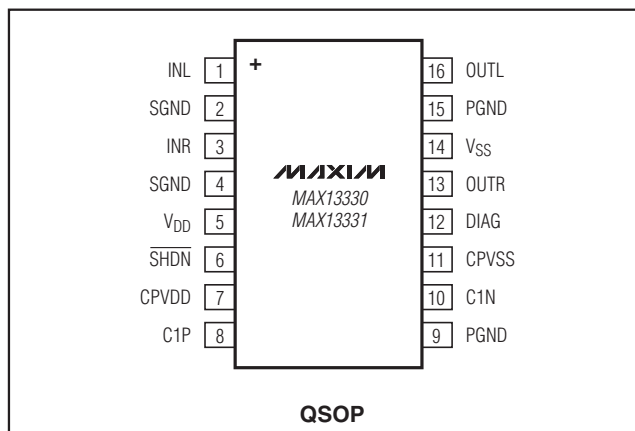 INL 1 + 16 OUTL
SGND 2 15 PGND
INR 3 14 VSS
SGND 4 MAXIM 13 OUTR
VDD 5 MAX13330 12 DIAG
SHDN 6 MAX13331 11 CPVSS
CPVDD 7 10 C1N
C1P 8 9 PGND
QSOP